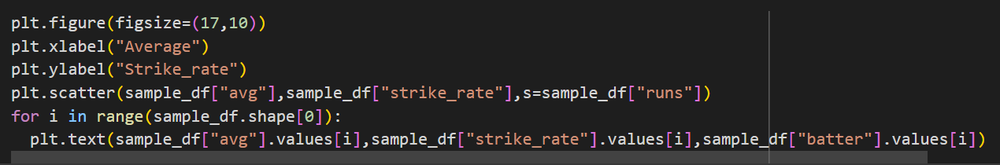 plt.figure(figsize=(17,10))
plt.xlabel("Average")
plt.ylabel("Strike_rate")
plt.scatter(sample_df["avg"],sample_df["strike_rate"],s=sample_df["runs"])
for i in range(sample_df.shape[0]):
  plt.text(sample_df["avg"].values[i],sample_df["strike_rate"].values[i],sample_df["batter"].values[i])